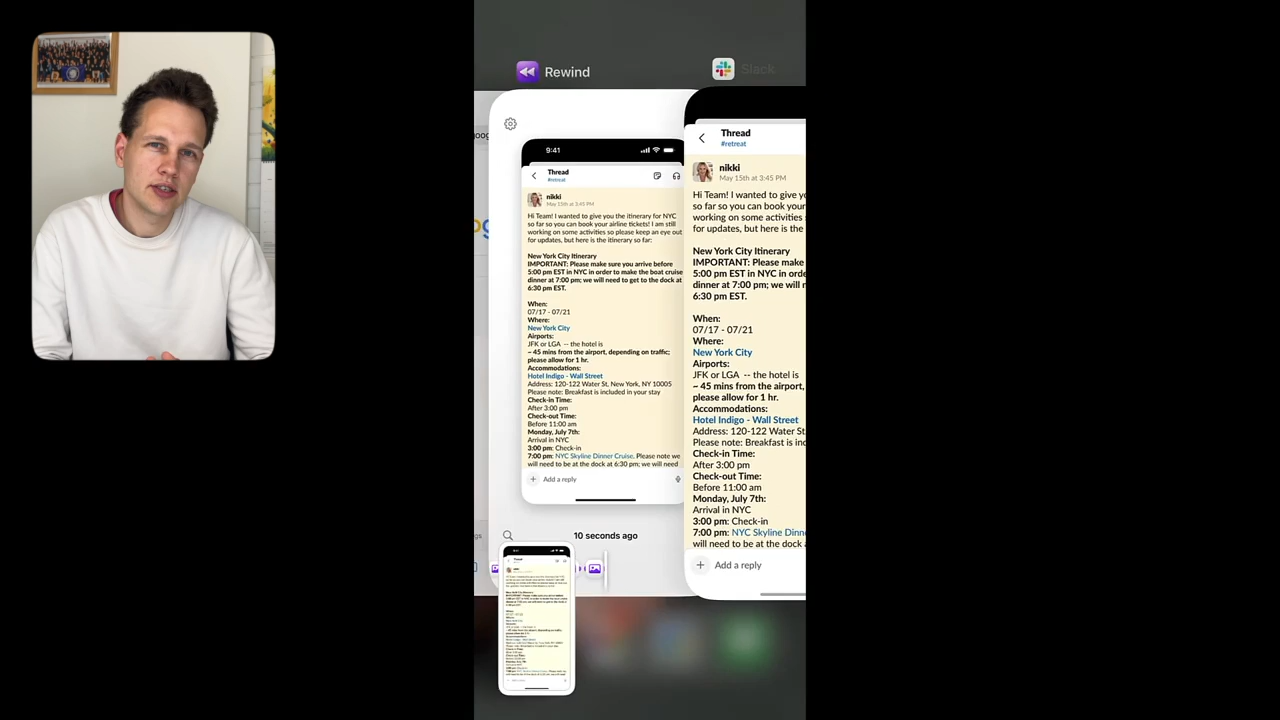 Rewind
Slack
goog
9:41
Thread
#retreat
nikki
May 15th at 3:45 PM
Hi Team! I wanted to give you the itinerary for NYC
so far so you can book your airline tickets! I am still
working on some activities so please keep an eye out
for updates, but here is the itinerary so far:
New York City Itinerary
IMPORTANT: Please make sure you arrive before
5:00 pm EST in NYC in order to make the boat cruise
dinner at 7:00 pm; we will need to get to the dock at
6:30 pm EST.
When:
07/17 - 07/21
Where:
New York City
Airports:
JFK or LGA -- the hotel is
~ 45 mins from the airport, depending on traffic;
please allow for 1 hr.
Accommodations:
Hotel Indigo - Wall Street
Address: 120-122 Water St, New York, NY 10005
Please note: Breakfast is included in your stay
Check-in Time:
After 3:00 pm
Check-out Time:
Before 11:00 am
Monday, July 7th:
Arrival in NYC
3:00 pm: Check-in
7:00 pm: NYC Skyline Dinner Cruise. Please note we
will need to be at the dock at 6:30 pm; we will need
Add a reply
10 seconds ago
Thread
#retreat
nikki
May 15th at 3:45 PM
Hi Team! I wanted to give yo
so far so you can book your
working on some activities
for updates, but here is the
New York City Itinerary
IMPORTANT: Please make
5:00 pm EST in NYC in orde
dinner at 7:00 pm; we will n
6:30 pm EST.
When:
07/17 - 07/21
Where:
New York City
Airports:
JFK or LGA -- the hotel is
~ 45 mins from the airport,
please allow for 1 hr.
Accommodations:
Hotel Indigo - Wall Street
Address: 120-122 Water St
Please note: Breakfast is inc
Check-in Time:
After 3:00 pm
Check-out Time:
Before 11:00 am
Monday, July 7th:
Arrival in NYC
3:00 pm: Check-in
7:00 pm: NYC Skyline Dinn
will need to be at the dock a
Add a reply